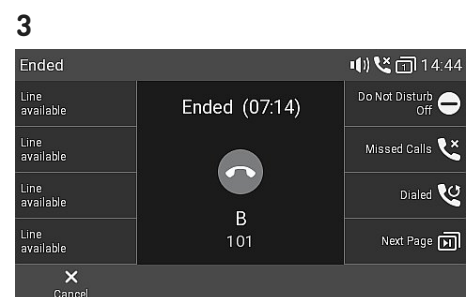 3
Ended
14:44
Line
available
Line
available
Line
available
Line
available
Ended (07:14)
B
101
Do Not Disturb
Off
Missed Calls
Dialed
Next Page
Cancel